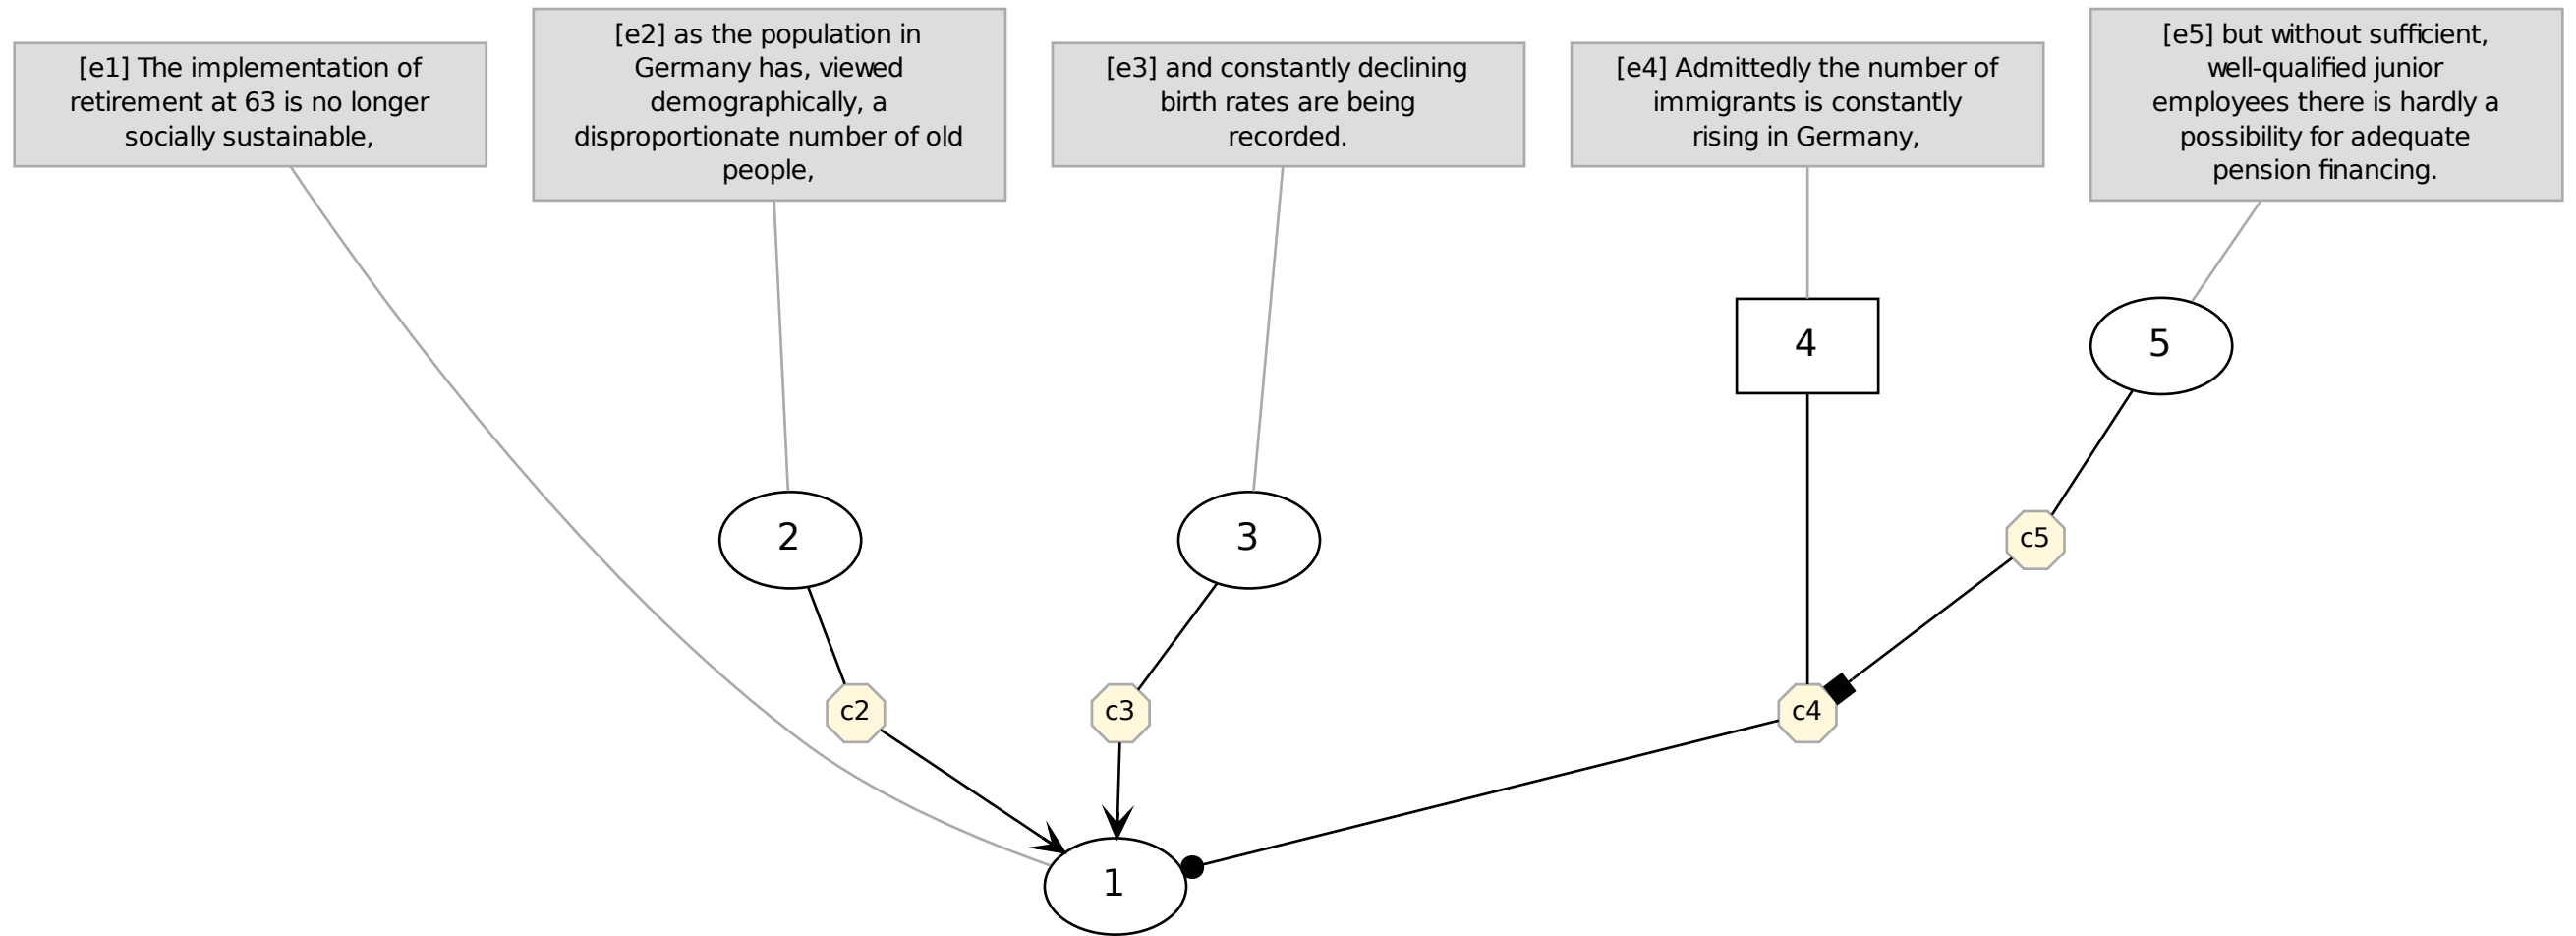 [e1] The implementation of
retirement at 63 is no longer
socially sustainable,
[e2] as the population in
Germany has, viewed
demographically, a
disproportionate number of old
people,
[e3] and constantly declining
birth rates are being
recorded.
[e4] Admittedly the number of
immigrants is constantly
rising in Germany,
[e5] but without sufficient,
well-qualified junior
employees there is hardly a
possibility for adequate
pension financing.
4
5
2
3
c5
c2
c3
c4
1